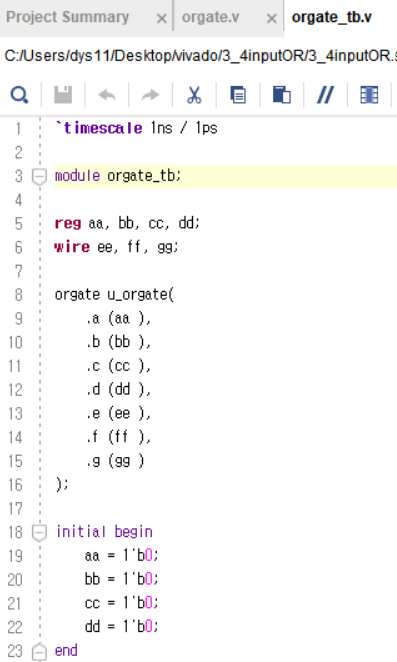 Project Summary × orgate.v × orgate_tb.v
C:/Users/dys11/Desktop/vivado/3_4inputOR/3_4inputOR.s
1 `timescale 1ns / 1ps
2
3 module orgate_tb;
4
5 reg aa, bb, cc, dd;
6 wire ee, ff, gg;
7
8 orgate u_orgate(
9 .a (aa ),
10 .b (bb ),
11 .c (cc ),
12 .d (dd ),
13 .e (ee ),
14 .f (ff ),
15 .g (gg )
16 );
17
18 initial begin
19 aa = 1'b0;
20 bb = 1'b0;
21 cc = 1'b0;
22 dd = 1'b0;
23 end